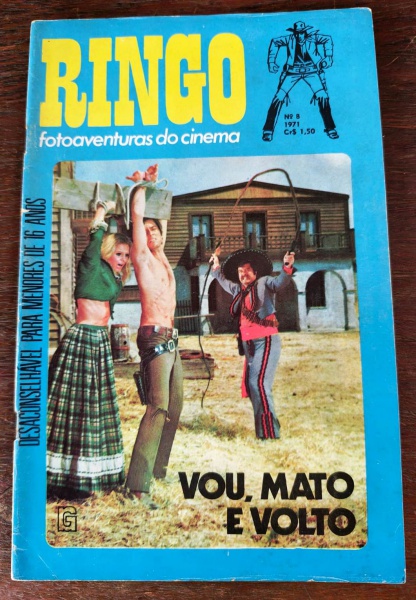 RINGO
fotoaventuras do cinema
Nº 8
1971
Cr$ 1,50
DESACONSELHÁVEL PARA MENORES DE 16 ANOS
VOU, MATO
E VOLTO
G